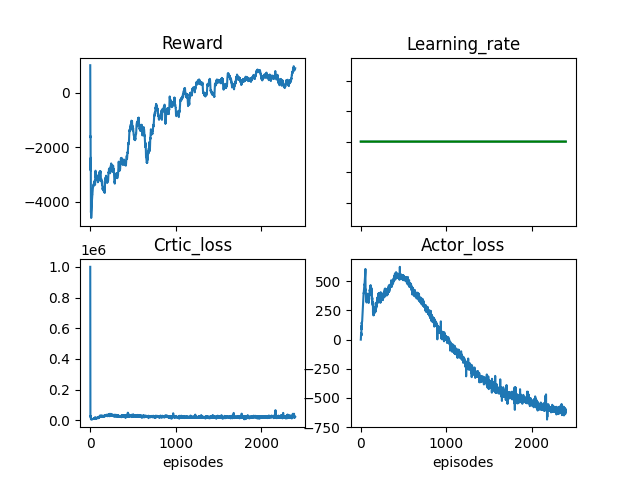 Reward
Learning_rate
0
−2000
−4000
Crtic_loss
Actor_loss
1e6
1.0
0.8
0.6
0.4
0.2
0.0
500
250
0
−250
−500
−750
0 1000 2000
0 1000 2000
episodes
episodes